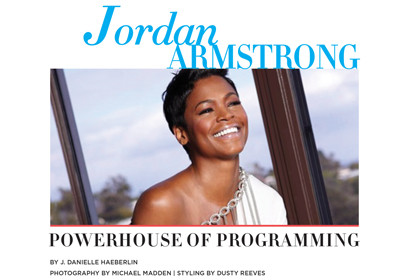 Jordan
ARMSTRONG
POWERHOUSE OF PROGRAMMING
BY J. DANIELLE HAEBERLIN
PHOTOGRAPHY BY MICHAEL MADDEN | STYLING BY DUSTY REEVES